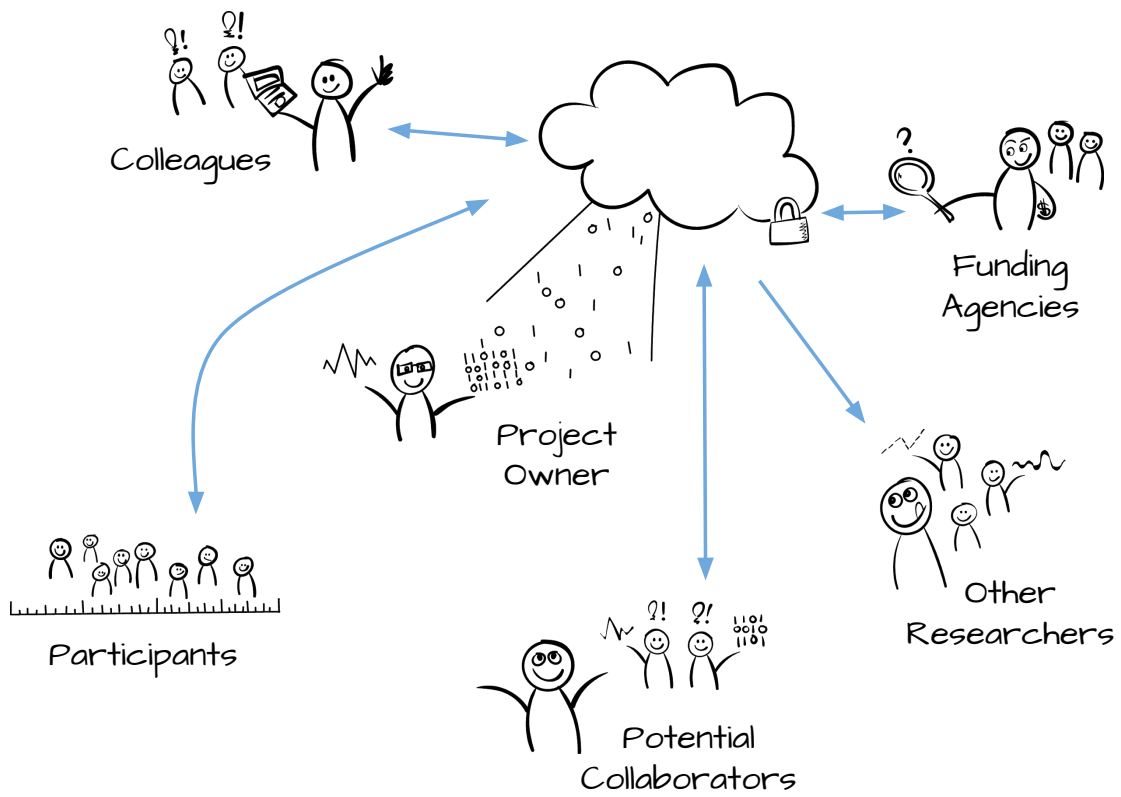 Colleagues
Funding
Agencies
Project
Owner
Other
Researchers
Participants
Potential
Collaborators